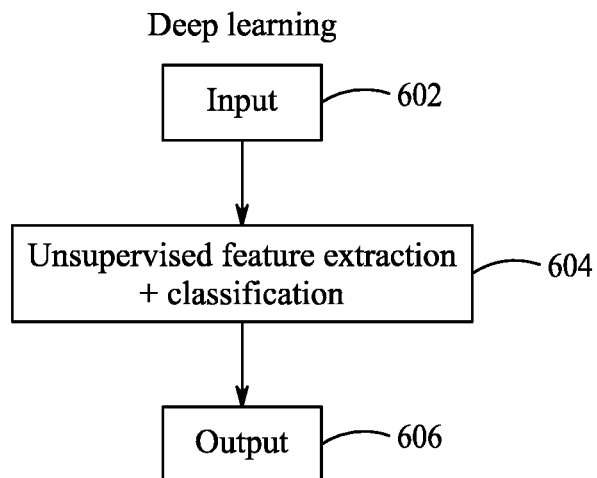 Deep learning
Input
602
Unsupervised feature extraction
+ classification
604
Output
606